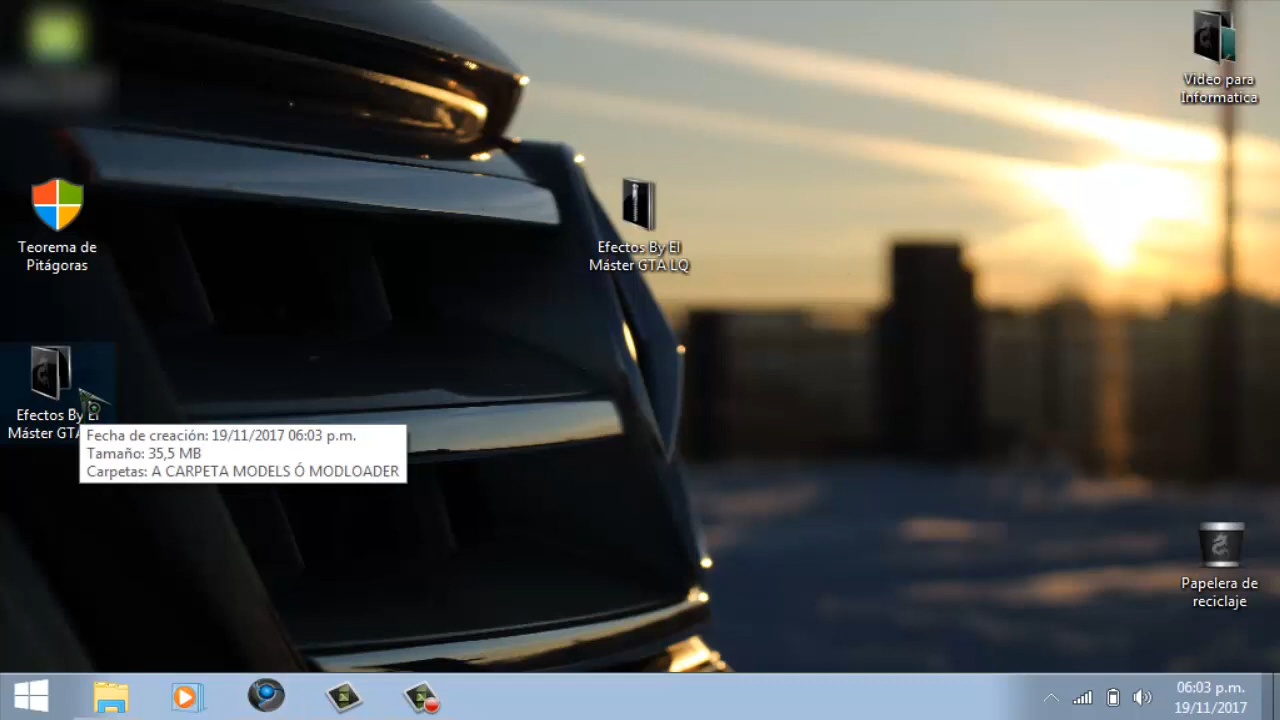 Video para
Informatica
Teorema de
Pitágoras
Efectos By El
Máster GTA LQ
Efectos By El
Máster GTA
Fecha de creación: 19/11/2017 06:03 p.m.
Tamaño: 35,5 MB
Carpetas: A CARPETA MODELS Ó MODLOADER
Papelera de
reciclaje
06:03 p.m.
19/11/2017